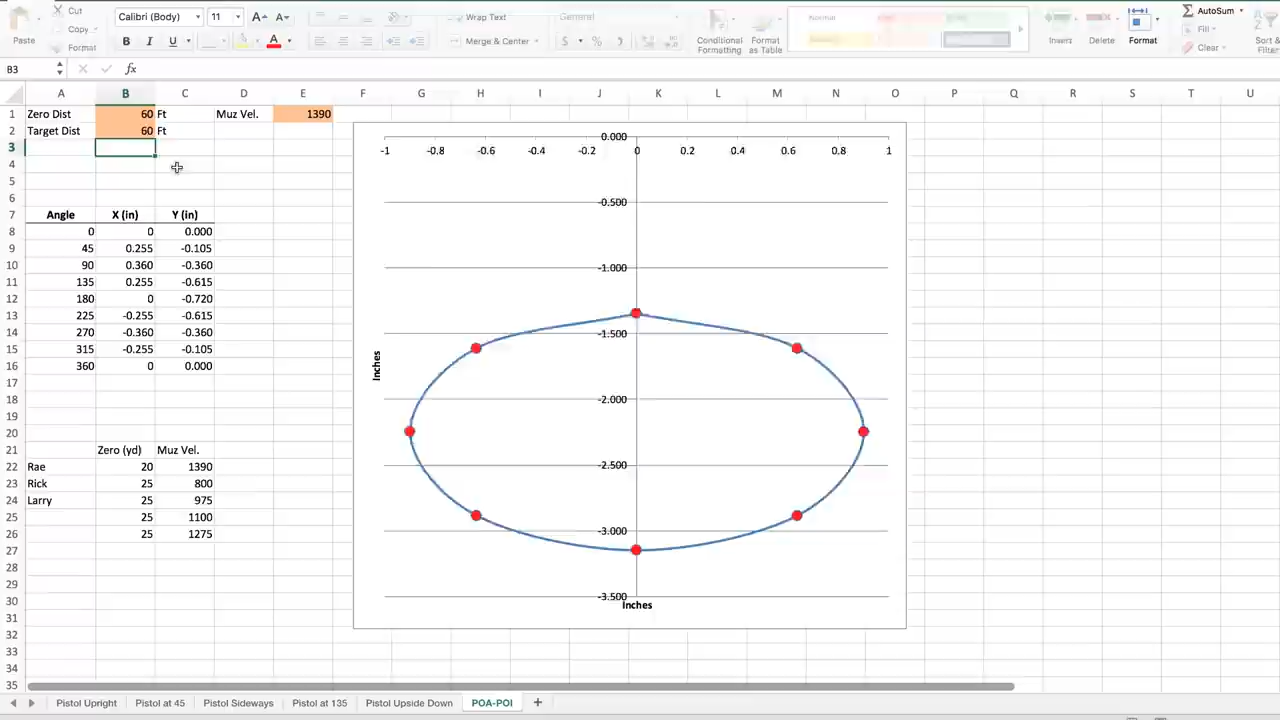 Cut
Calibri (Body) 11 A A
Wrap Text
General
Normal
AutoSum
Copy
Paste
Format
B I U A
Merge & Center
$ % ,
Conditional Formatting
Format as Table
Inserts
Delete
Format
Fill
Clear
Sort & Filter
B3 fx
A B C D E F G H I J K L M N O P Q R S T U
1 Zero Dist 60 Ft Muz Vel. 1390
2 Target Dist 60 Ft
3
4
5
6
7 Angle X (in) Y (in)
8 0 0 0.000
9 45 0.255 -0.105
10 90 0.360 -0.360
11 135 0.255 -0.615
12 180 0 -0.720
13 225 -0.255 -0.615
14 270 -0.360 -0.360
15 315 -0.255 -0.105
16 360 0 0.000
17
18
19
20
21 Zero (yd) Muz Vel.
22 Rae 20 1390
23 Rick 25 800
24 Larry 25 975
25 25 1100
26 25 1275
27
28
29
30
31
32
33
34
35
0.000
-1 -0.8 -0.6 -0.4 -0.2 0 0.2 0.4 0.6 0.8 1
-0.500
-1.000
-1.500
-2.000
-2.500
-3.000
-3.500
Inches
Inches
Pistol Upright Pistol at 45 Pistol Sideways Pistol at 135 Pistol Upside Down POA-POI +